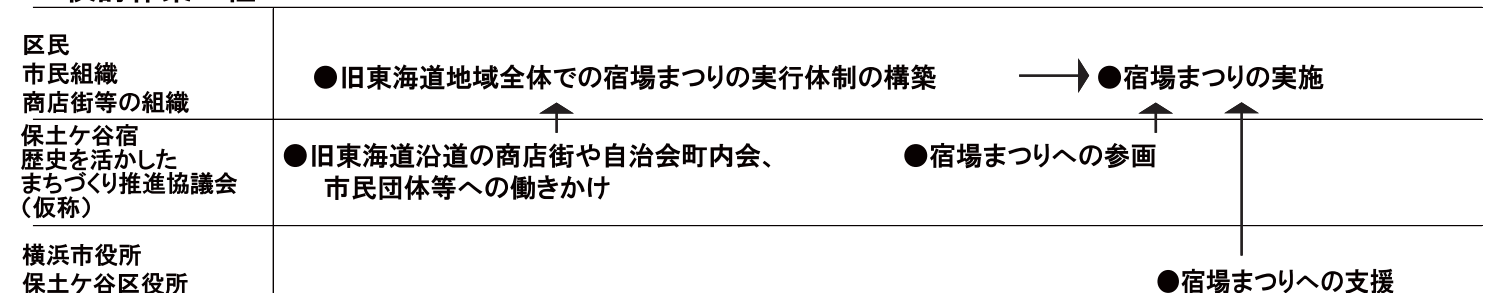 区民
市民組織
商店街等の組織
●旧東海道地域全体での宿場まつりの実行体制の構築
●宿場まつりの実施
保土ケ谷宿
歴史を活かした
まちづくり推進協議会
（仮称）
●旧東海道沿道の商店街や自治会町内会、
市民団体等への働きかけ
●宿場まつりへの参画
横浜市役所
保土ケ谷区役所
●宿場まつりへの支援